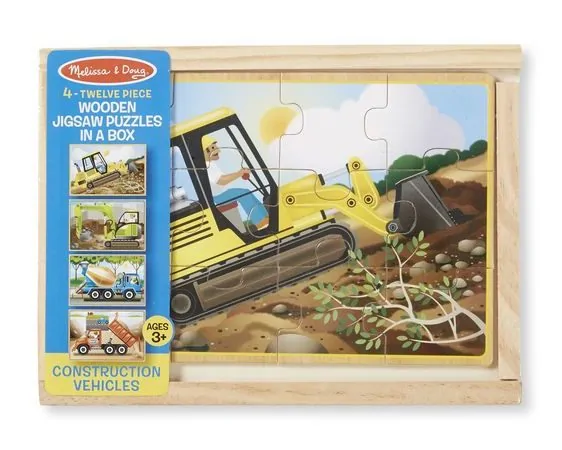 Melissa & Doug
4-TWELVE PIECE
WOODEN
JIGSAW PUZZLES
IN A BOX
AGES
3+
CONSTRUCTION
VEHICLES